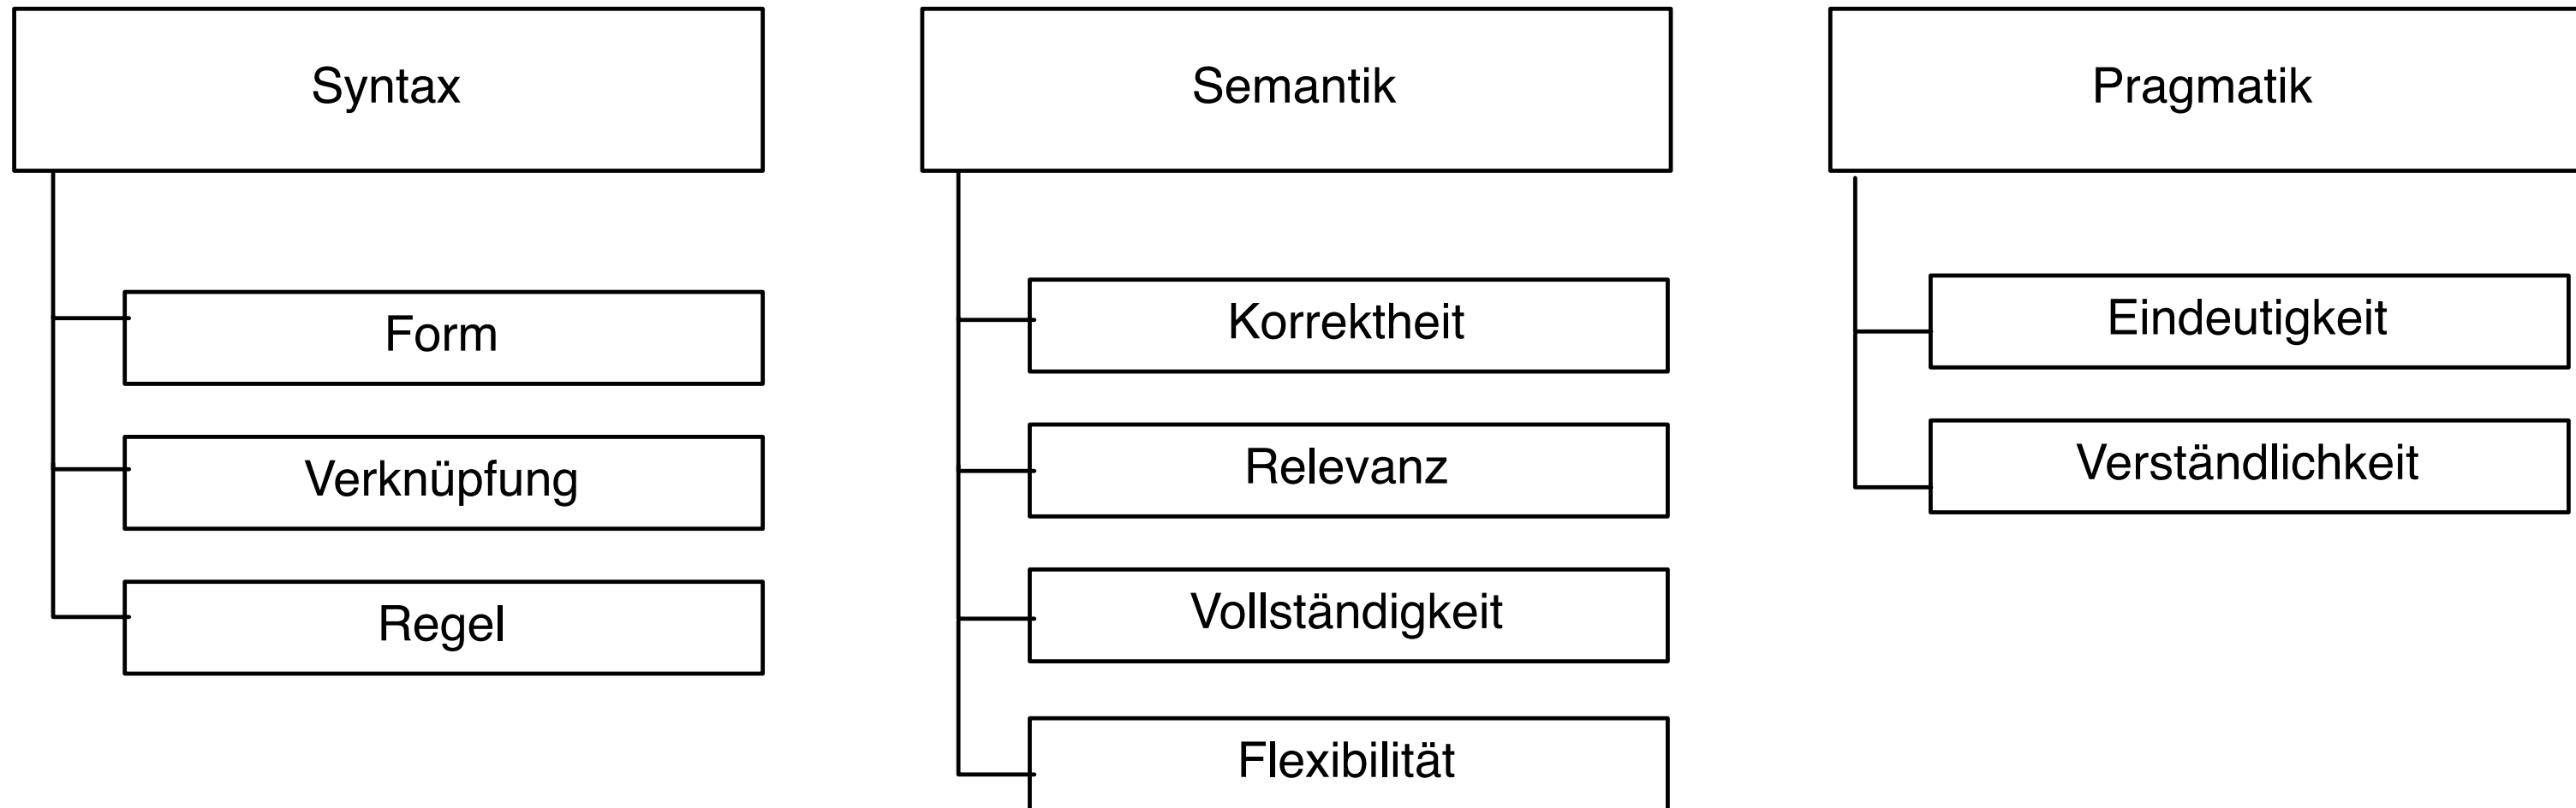 Syntax
Form
Verknüpfung
Regel
Semantik
Korrektheit
Relevanz
Vollständigkeit
Flexibilität
Pragmatik
Eindeutigkeit
Verständlichkeit